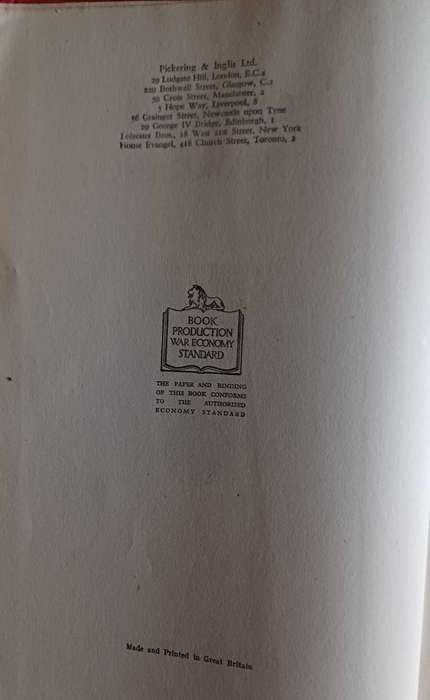 Pickering & Inglis Ltd.
29 Ludgate Hill, London, E.C.4
229 Bothwell Street, Glasgow, C.2
50 Cross Street, Manchester, 2
5 Hope Way, Liverpool, 8
56 Grainger Street, Newcastle upon Tyne
29 George IV Bridge, Edinburgh, 1
Loizeaux Bros., 18 West 21st Street, New York
Home Evangel, 418 Church Street, Toronto, 2
BOOK
PRODUCTION
WAR ECONOMY
STANDARD
THE PAPER AND BINDING
OF THIS BOOK CONFORMS
TO THE AUTHORISED
ECONOMY STANDARD
Made and Printed in Great Britain